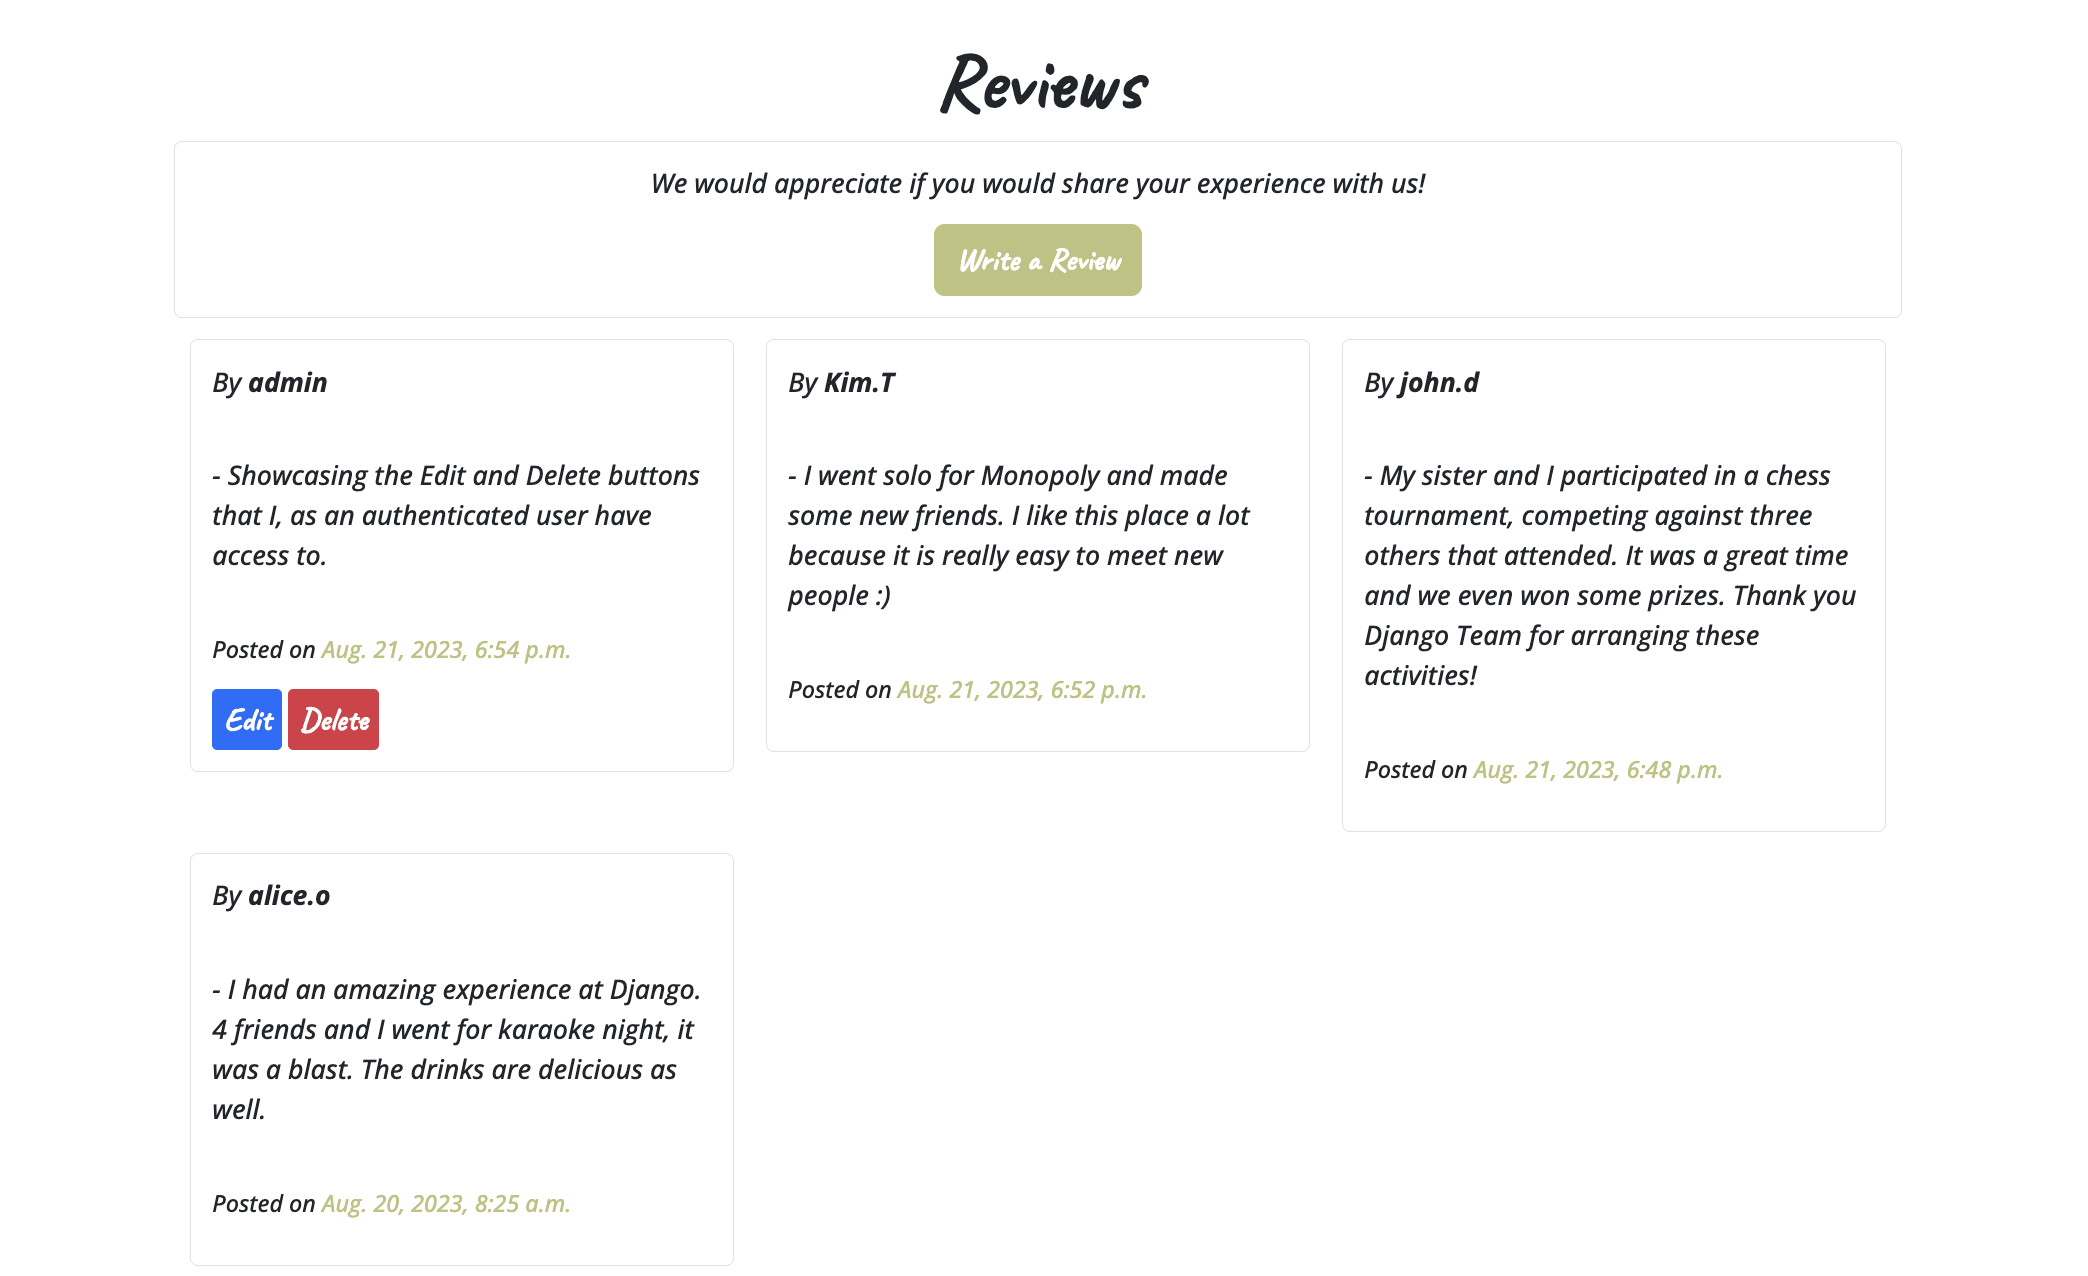 Reviews
We would appreciate if you would share your experience with us!
Write a Review
By admin
- Showcasing the Edit and Delete buttons
that I, as an authenticated user have
access to.
Posted on Aug. 21, 2023, 6:54 p.m.
Edit Delete
By Kim.T
- I went solo for Monopoly and made
some new friends. I like this place a lot
because it is really easy to meet new
people :)
Posted on Aug. 21, 2023, 6:52 p.m.
By john.d
- My sister and I participated in a chess
tournament, competing against three
others that attended. It was a great time
and we even won some prizes. Thank you
Django Team for arranging these
activities!
Posted on Aug. 21, 2023, 6:48 p.m.
By alice.o
- I had an amazing experience at Django.
4 friends and I went for karaoke night, it
was a blast. The drinks are delicious as
well.
Posted on Aug. 20, 2023, 8:25 a.m.